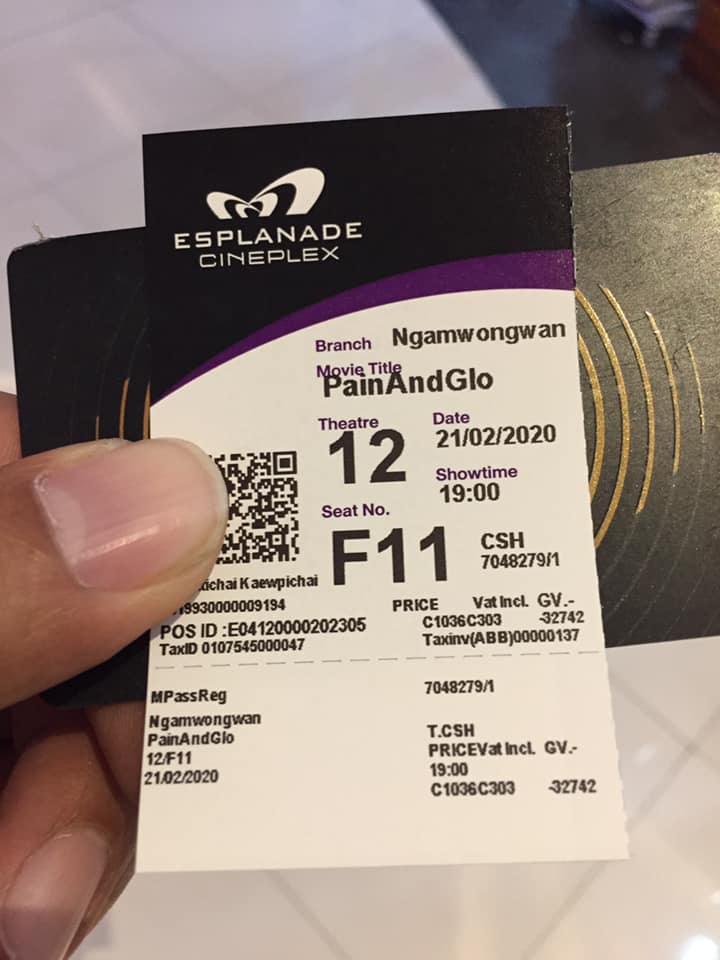 ESPLANADE
CINEPLEX
Branch Ngamwongwan
Movie Title
PainAndGlo
Theatre Date
12 21/02/2020
Showtime
19:00
Seat No.
F11 CSH
7048279/1
Kaewpichai
PRICE Vat Incl. GV.-
9930000009194 C1036C303 -32742
POS ID :E04120000202305 Taxinv(ABB)00000137
TaxID 0107545000047
MPassReg 7048279/1
Ngamwongwan
PainAndGlo T.CSH
12/F11 PRICEVat Incl. GV.-
21/02/2020 19:00
C1036C303 -32742